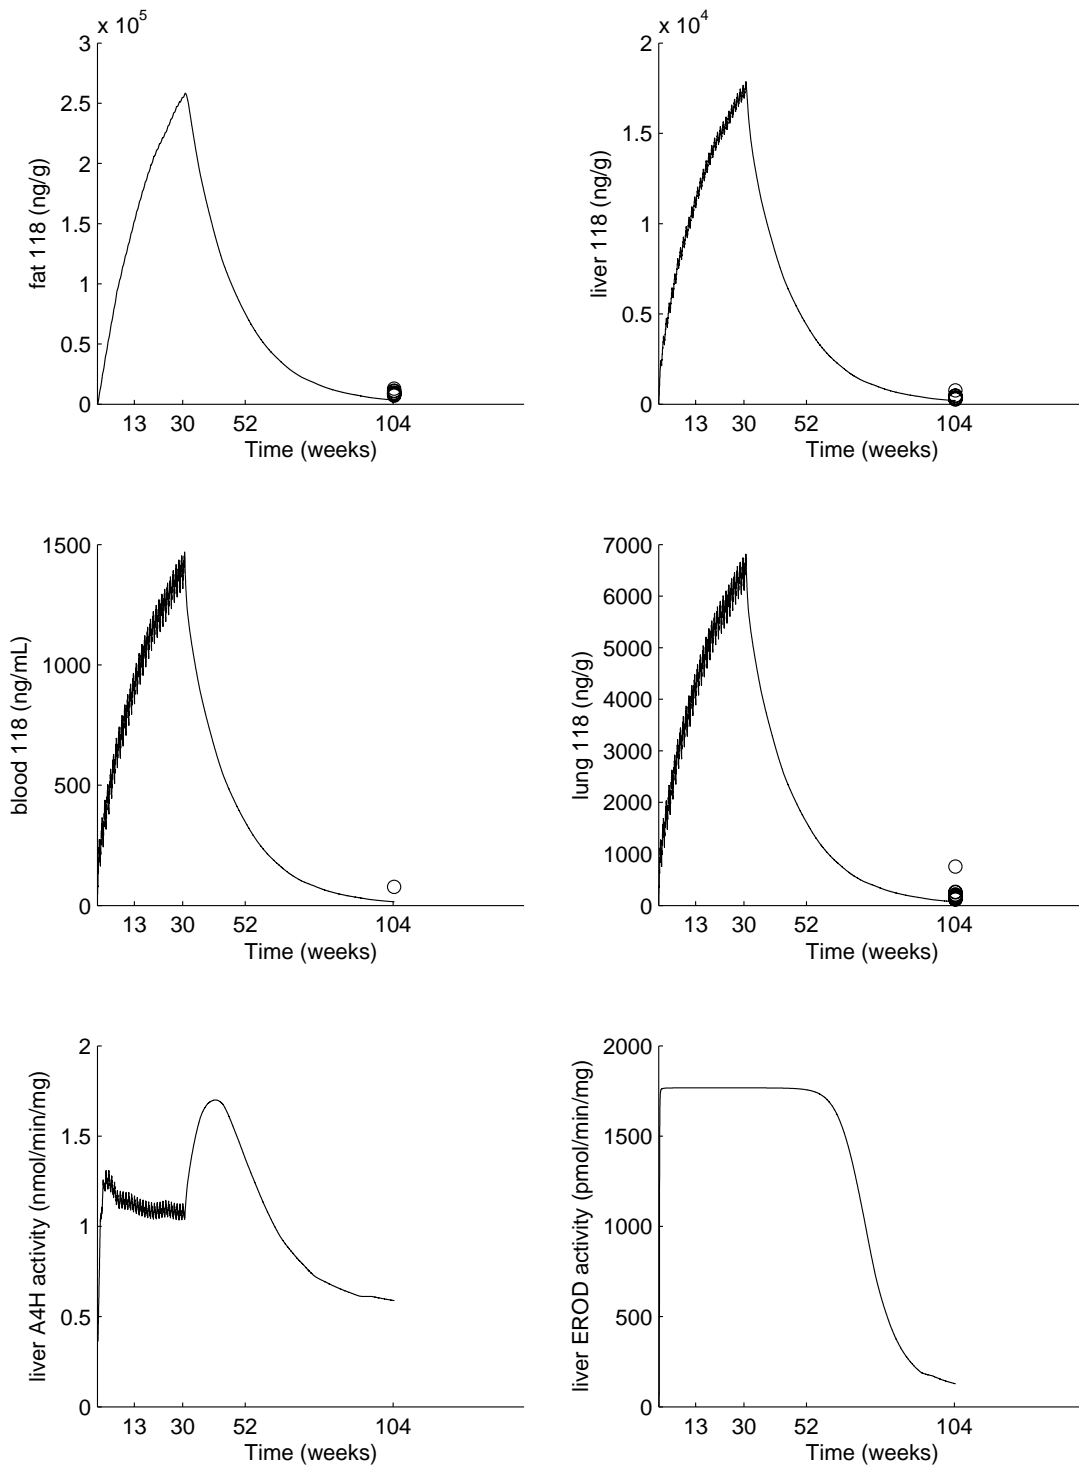 x 10^5
3
2.5
2
1.5
1
0.5
0
fat 118 (ng/g)
13 30 52 104
Time (weeks)
x 10^4
2
1.5
1
0.5
0
liver 118 (ng/g)
13 30 52 104
Time (weeks)
1500
1000
500
0
blood 118 (ng/mL)
13 30 52 104
Time (weeks)
7000
6000
5000
4000
3000
2000
1000
0
lung 118 (ng/g)
13 30 52 104
Time (weeks)
2
1.5
1
0.5
0
liver A4H activity (nmol/min/mg)
13 30 52 104
Time (weeks)
2000
1500
1000
500
0
liver EROD activity (pmol/min/mg)
13 30 52 104
Time (weeks)